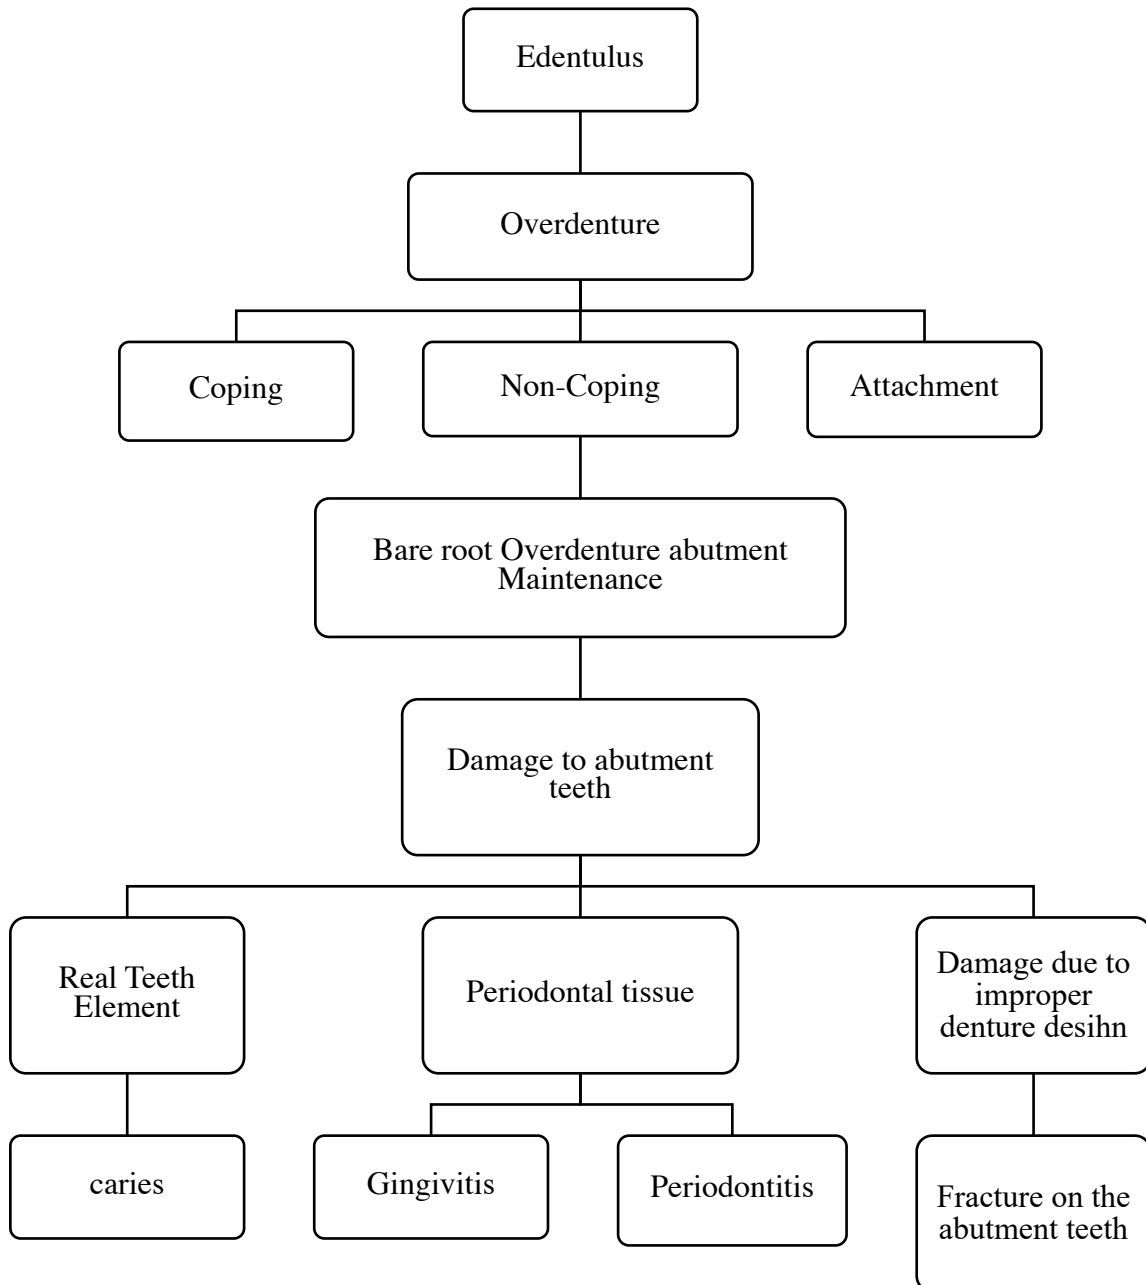 Edentulus
Overdenture
Coping
Non-Coping
Attachment
Bare root Overdenture abutment
Maintenance
Damage to abutment
teeth
Real Teeth
Element
Periodontal tissue
Damage due to
improper
denture desihn
caries
Gingivitis
Periodontitis
Fracture on the
abutment teeth